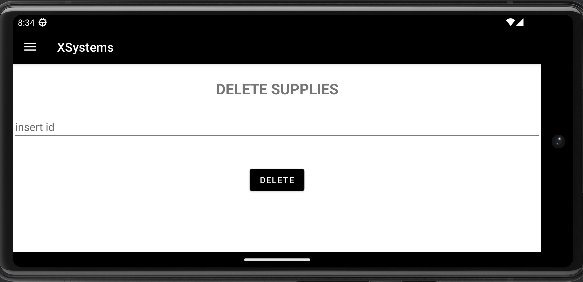 8:34
XSystems
DELETE SUPPLIES
insert id
DELETE